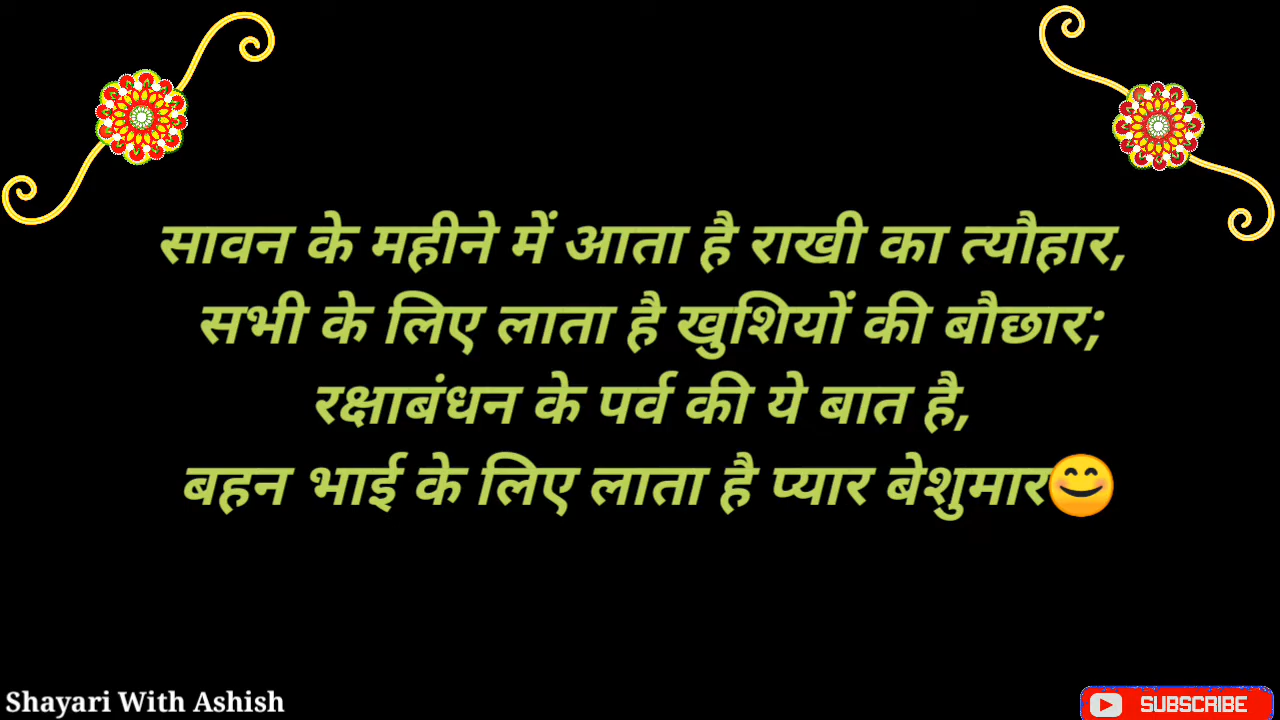 सावन के महीने में आता है राखी का त्यौहार,
सभी के लिए लाता है खुशियों की बौछार;
रक्षाबंधन के पर्व की ये बात है,
बहन भाई के लिए लाता है प्यार बेशुमार😊
Shayari With Ashish
SUBSCRIBE